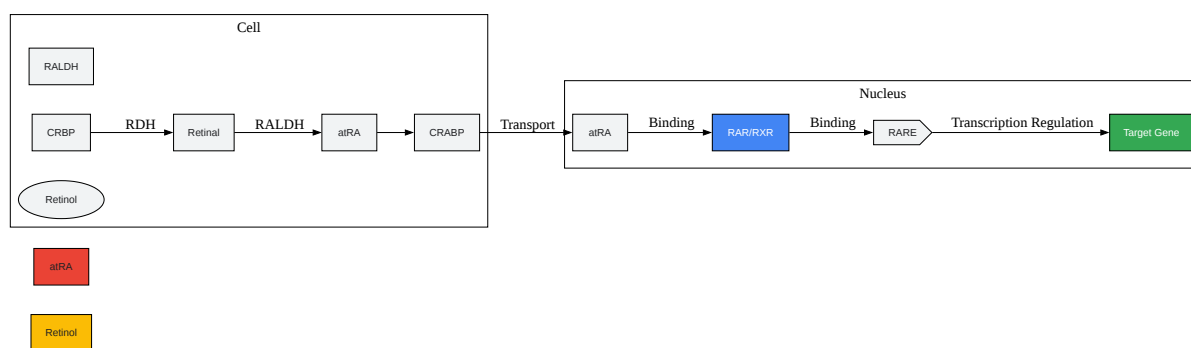 Cell
RALDH
Nucleus
CRBP
RDH
Retinal
RALDH
atRA
CRABP
Transport
atRA
Binding
RAR/RXR
Binding
RARE
Transcription Regulation
Target Gene
Retinol
atRA
Retinol